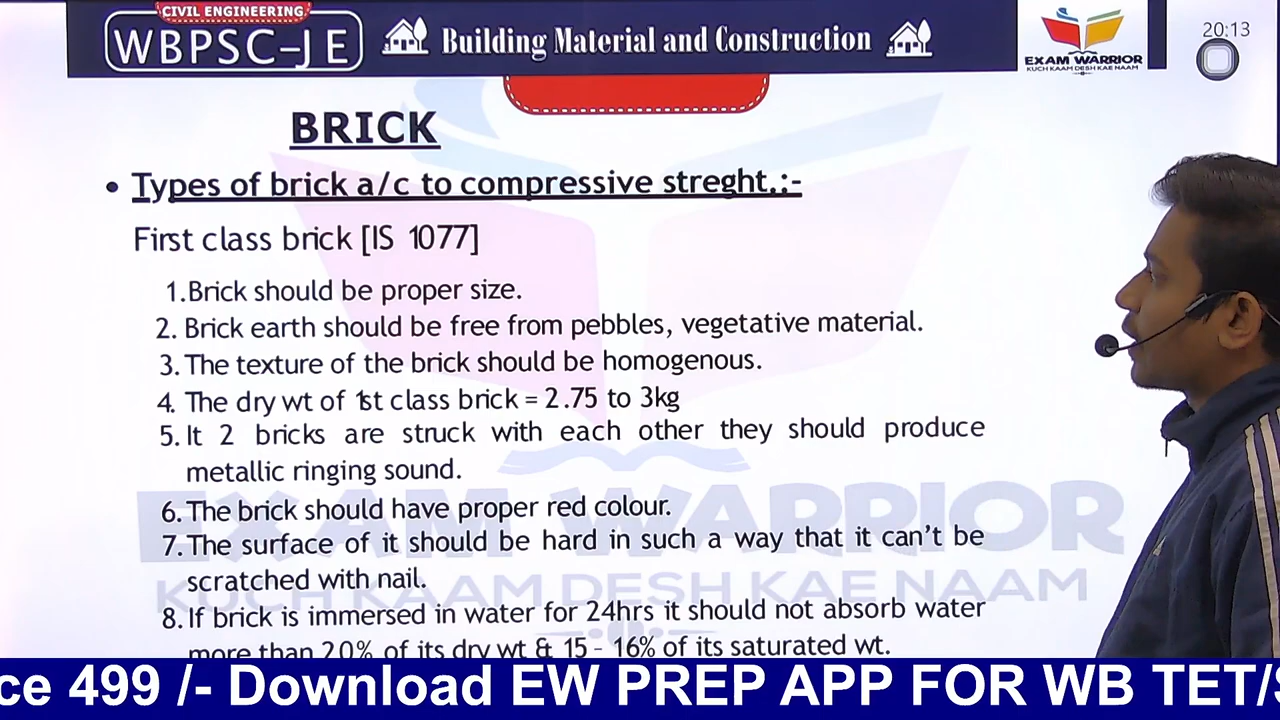 CIVIL ENGINEERING
WBPSC-JE
Building Material and Construction
EXAM WARRIOR
KUCH KAAM DESH KAE NAAM
20:13
BRICK
• Types of brick a/c to compressive streght.:-
First class brick [IS 1077]
1. Brick should be proper size.
2. Brick earth should be free from pebbles, vegetative material.
3. The texture of the brick should be homogenous.
4. The dry wt of 1st class brick = 2.75 to 3kg
5. It 2 bricks are struck with each other they should produce
metallic ringing sound.
6. The brick should have proper red colour.
7. The surface of it should be hard in such a way that it can't be
scratched with nail.
8. If brick is immersed in water for 24hrs it should not absorb water
more than 20% of its dry wt & 15 - 16% of its saturated wt.
EXAM WARRIOR
KUCH KAAM DESH KAE NAAM
ce 499 /- Download EW PREP APP FOR WB TET/